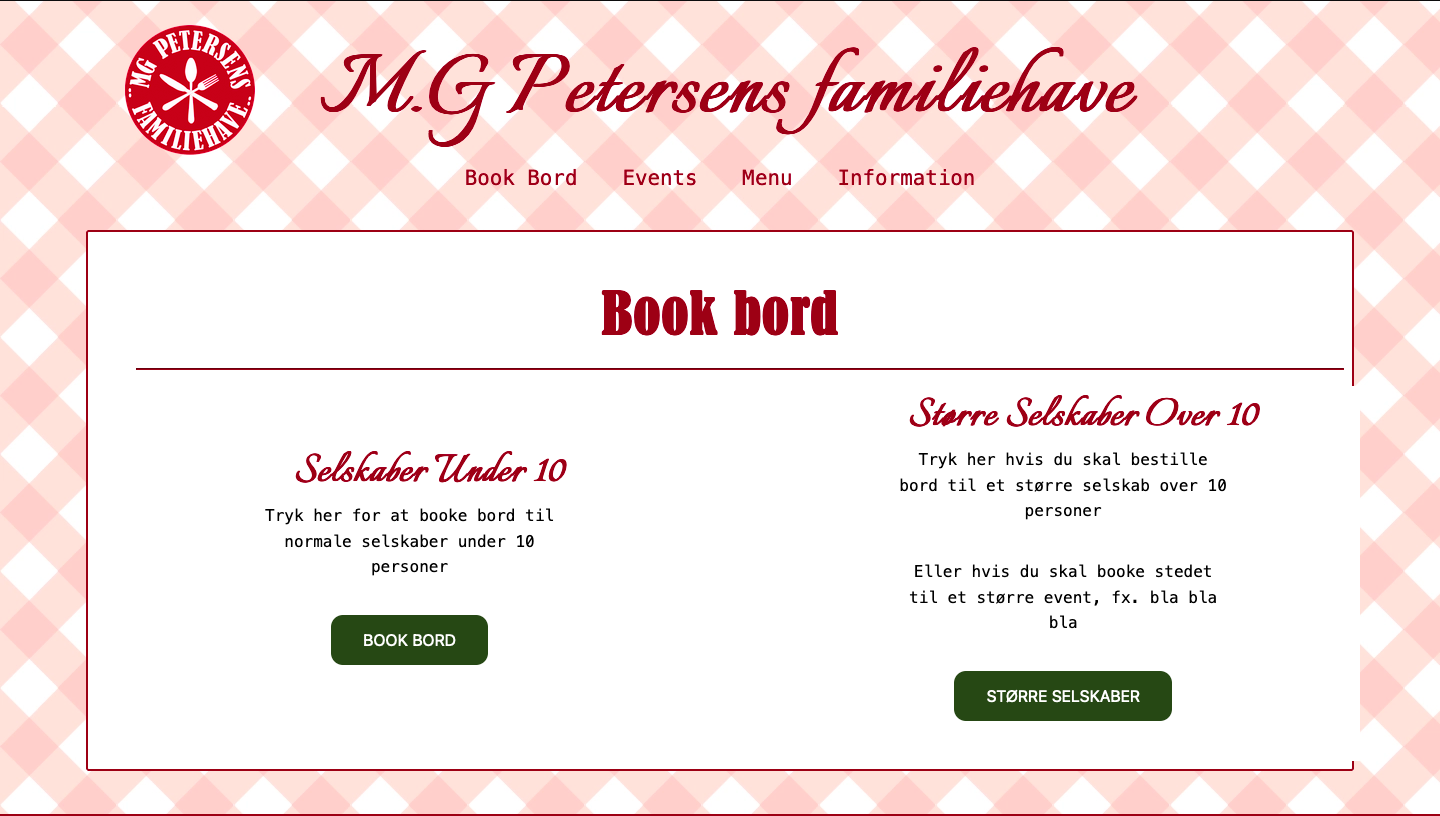 MG PETERSENS
FAMILIEHAVE
M.G Petersens familiehave
Book Bord Events Menu Information
Book bord
Selskaber Under 10
Tryk her for at booke bord til
normale selskaber under 10
personer
BOOK BORD
Større Selskaber Over 10
Tryk her hvis du skal bestille
bord til et større selskab over 10
personer
Eller hvis du skal booke stedet
til et større event, fx. bla bla
bla
STØRRE SELSKABER